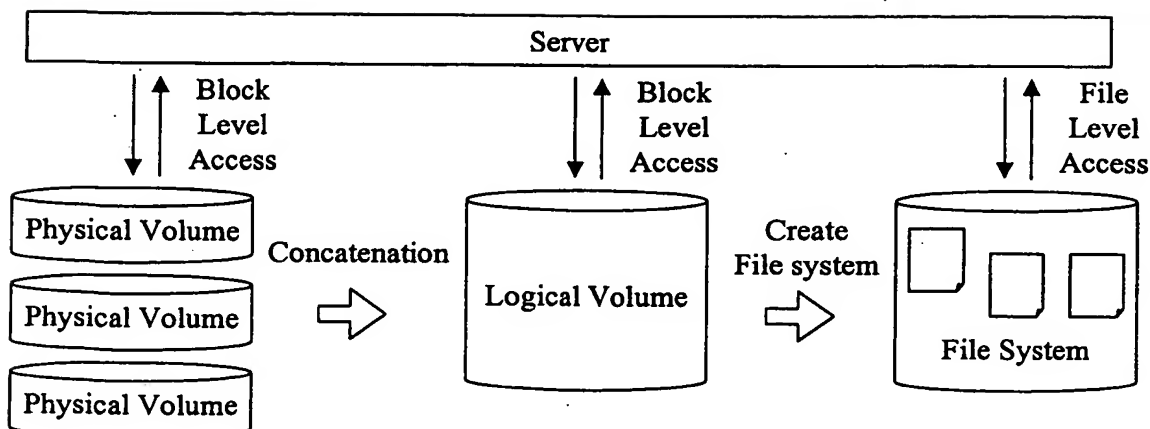 Server
Block
Level
Access
Block
Level
Access
File
Level
Access
Physical Volume
Physical Volume
Physical Volume
Concatenation
Logical Volume
Create
File system
File System